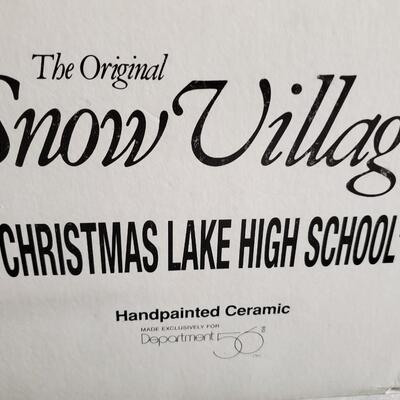 The Original
Snow Villag
CHRISTMAS LAKE HIGH SCHOOL
Handpainted Ceramic
MADE EXCLUSIVELY FOR
Department 56